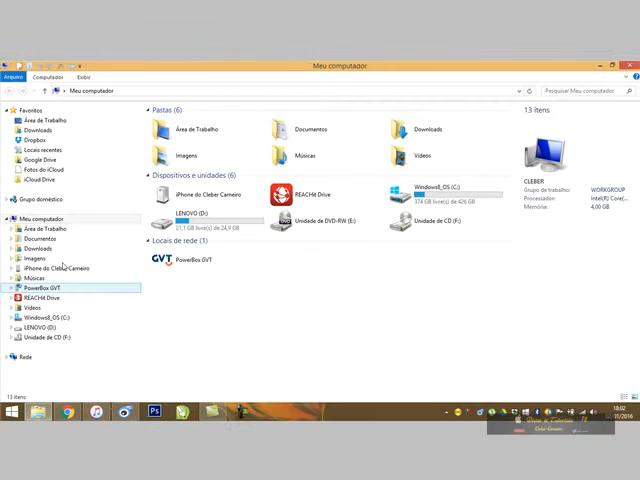 Meu computador
Arquivo Computador Exibir
Meu computador
Pesquisar Meu computador
Favoritos
Área de Trabalho
Downloads
Dropbox
Locais recentes
Google Drive
Fotos do iCloud
iCloud Drive
Grupo doméstico
Meu computador
Área de Trabalho
Documentos
Downloads
Imagens
iPhone do Cleber Carneiro
Músicas
PowerBox GVT
REACHit Drive
Vídeos
Windows8_OS (C:)
LENOVO (D:)
Unidade de CD (F:)
Rede
Pastas (6)
Área de Trabalho
Documentos
Downloads
Imagens
Músicas
Vídeos
Dispositivos e unidades (6)
iPhone do Cleber Carneiro
REACHit Drive
Windows8_OS (C:)
374 GB livre(s) de 426 GB
LENOVO (D:)
21,1 GB livre(s) de 24,9 GB
Unidade de DVD-RW (E:)
Unidade de CD (F:)
Locais de rede (1)
GVT
PowerBox GVT
13 itens
CLEBER
Grupo de trabalho: WORKGROUP
Processador: Intel(R) Core(...
Memória: 4,00 GB
13 itens
Ps
18:02